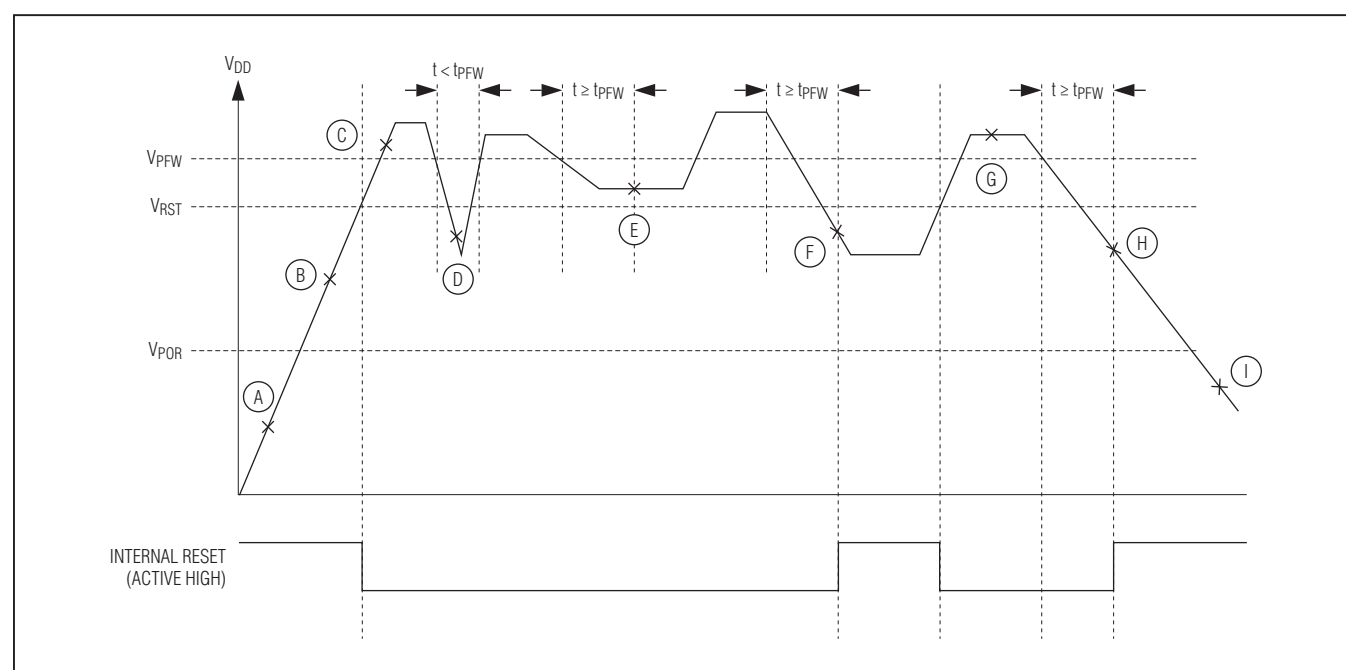 VDD
t < tPFW
t ≥ tPFW
t ≥ tPFW
t ≥ tPFW
C
VPFW
G
VRST
E
F
H
B
D
VPOR
I
A
INTERNAL RESET
(ACTIVE HIGH)